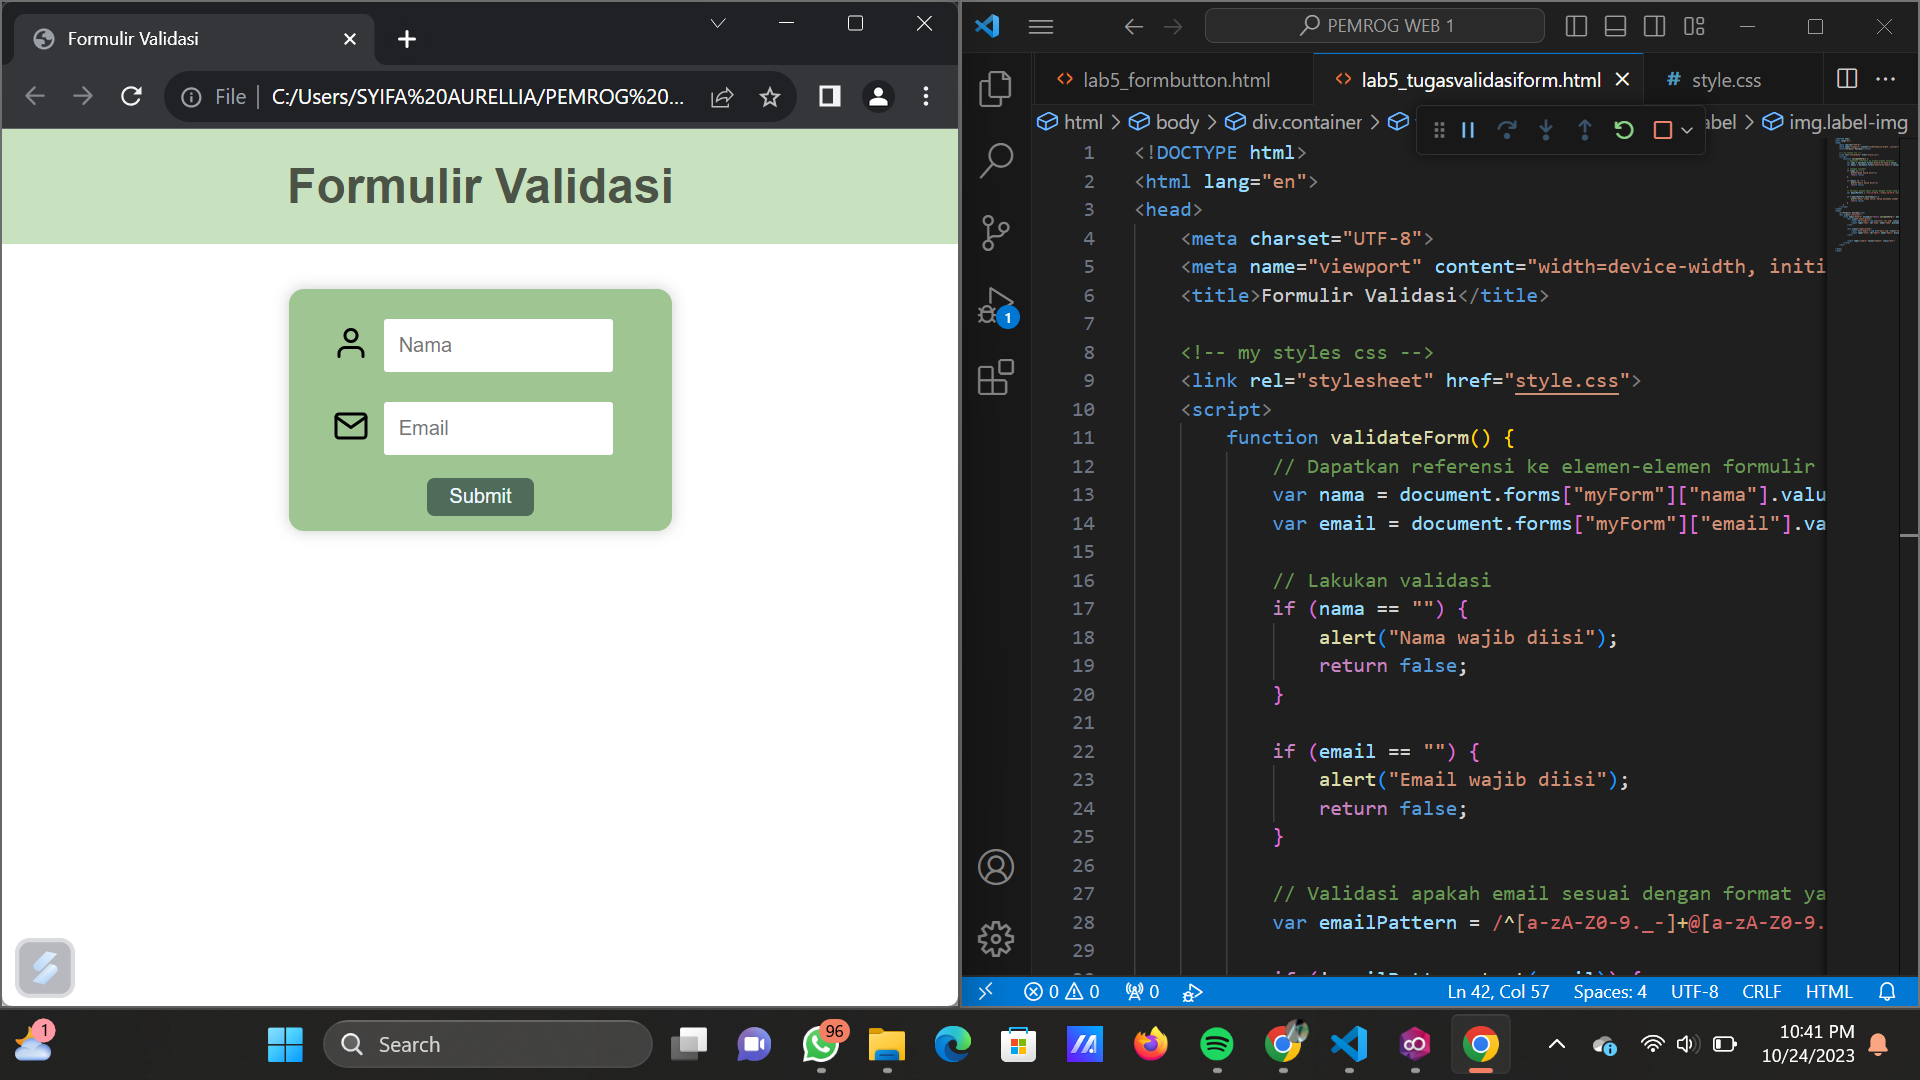 Formulir Validasi
File
C:/Users/SYIFA%20AURELLIA/PEMROG%20...
Formulir Validasi
Nama
Email
Submit
PEMROG WEB 1
lab5_formbutton.html
lab5_tugasvalidasiform.html
# style.css
html > body > div.container >
abel > img.label-img
1
1 <!DOCTYPE html>
2 <html lang="en">
3 <head>
4 <meta charset="UTF-8">
5 <meta name="viewport" content="width=device-width, initi
6 <title>Formulir Validasi</title>
7
8 <!-- my styles css -->
9 <link rel="stylesheet" href="style.css">
10 <script>
11 function validateForm() {
12 // Dapatkan referensi ke elemen-elemen formulir
13 var nama = document.forms["myForm"]["nama"].valu
14 var email = document.forms["myForm"]["email"].va
15
16 // Lakukan validasi
17 if (nama == "") {
18 alert("Nama wajib diisi");
19 return false;
20 }
21
22 if (email == "") {
23 alert("Email wajib diisi");
24 return false;
25 }
26
27 // Validasi apakah email sesuai dengan format ya
28 var emailPattern = /^[a-zA-Z0-9._-]+@[a-zA-Z0-9.
29
0 0 0
Ln 42, Col 57
Spaces: 4
UTF-8
CRLF
HTML
1
Search
96
10:41 PM
10/24/2023